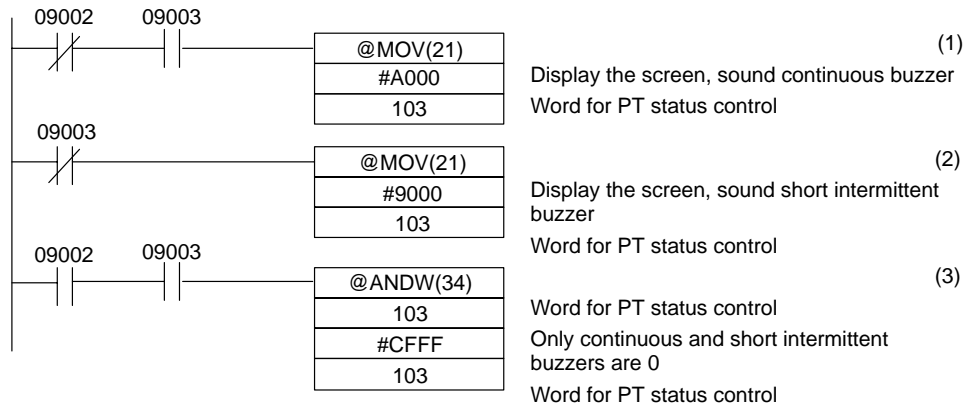 09002 09003
@MOV(21) (1)
#A000 Display the screen, sound continuous buzzer
103 Word for PT status control
09003
@MOV(21) (2)
#9000 Display the screen, sound short intermittent
buzzer
103
Word for PT status control
09002 09003
@ANDW(34) (3)
103 Word for PT status control
#CFFF Only continuous and short intermittent
buzzers are 0
103
Word for PT status control